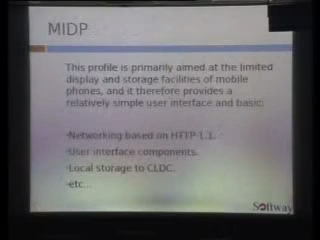 MIDP
This profile is primarily aimed at the limited
display and storage facilities of mobile
phones, and it therefore provides a
relatively simple user interface and basic:
•Networking based on HTTP 1.1.
•User interface components.
•Local storage to CLDC.
•etc...
Softway